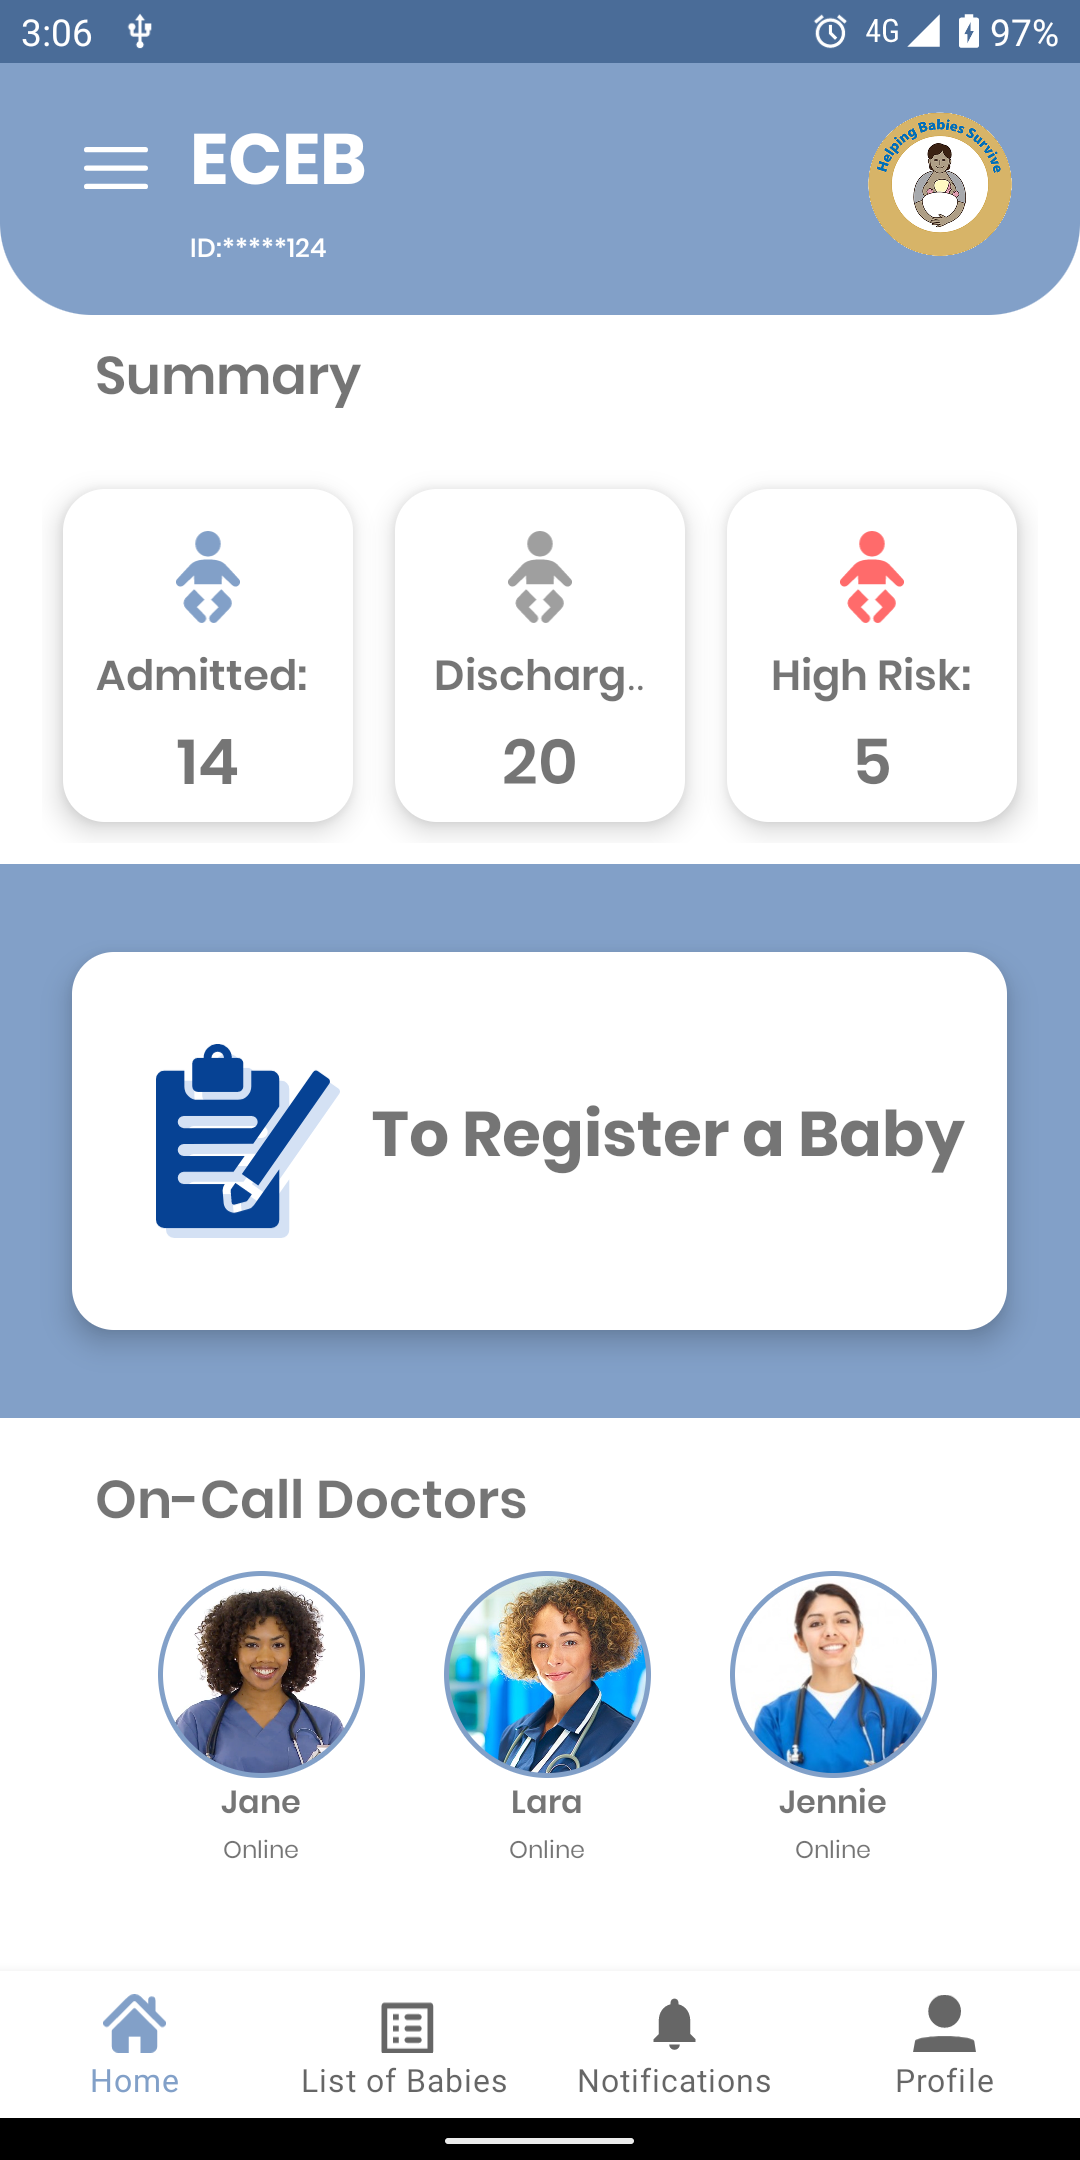 3:06 4G 97%
ECEB
Helping Babies Survive
ID:*****124
Summary
Admitted: Discharg.. High Risk:
14 20 5
To Register a Baby
On-Call Doctors
Jane Lara Jennie
Online Online Online
Home List of Babies Notifications Profile